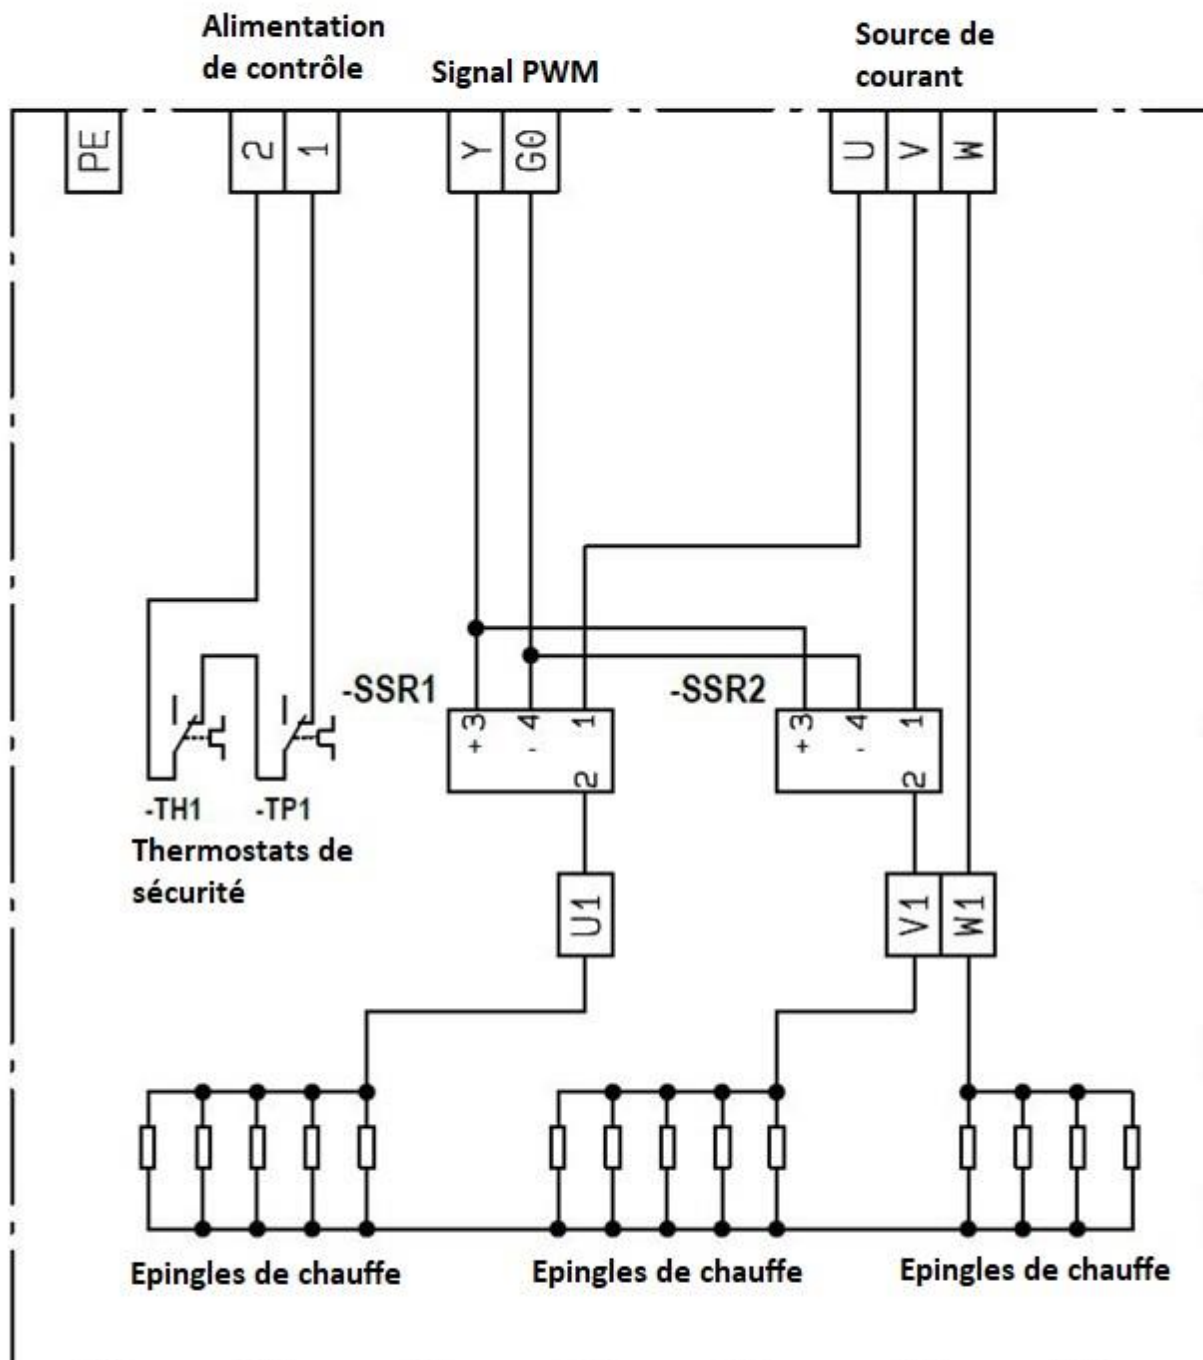 Alimentation
de contrôle
Signal PWM
Source de
courant
PE
2
1
Y
G0
U
V
W
-SSR1
-SSR2
3
4
1
+
-
2
3
4
1
+
-
2
-TH1
-TP1
Thermostats de
sécurité
U1
V1
W1
Epingles de chauffe
Epingles de chauffe
Epingles de chauffe